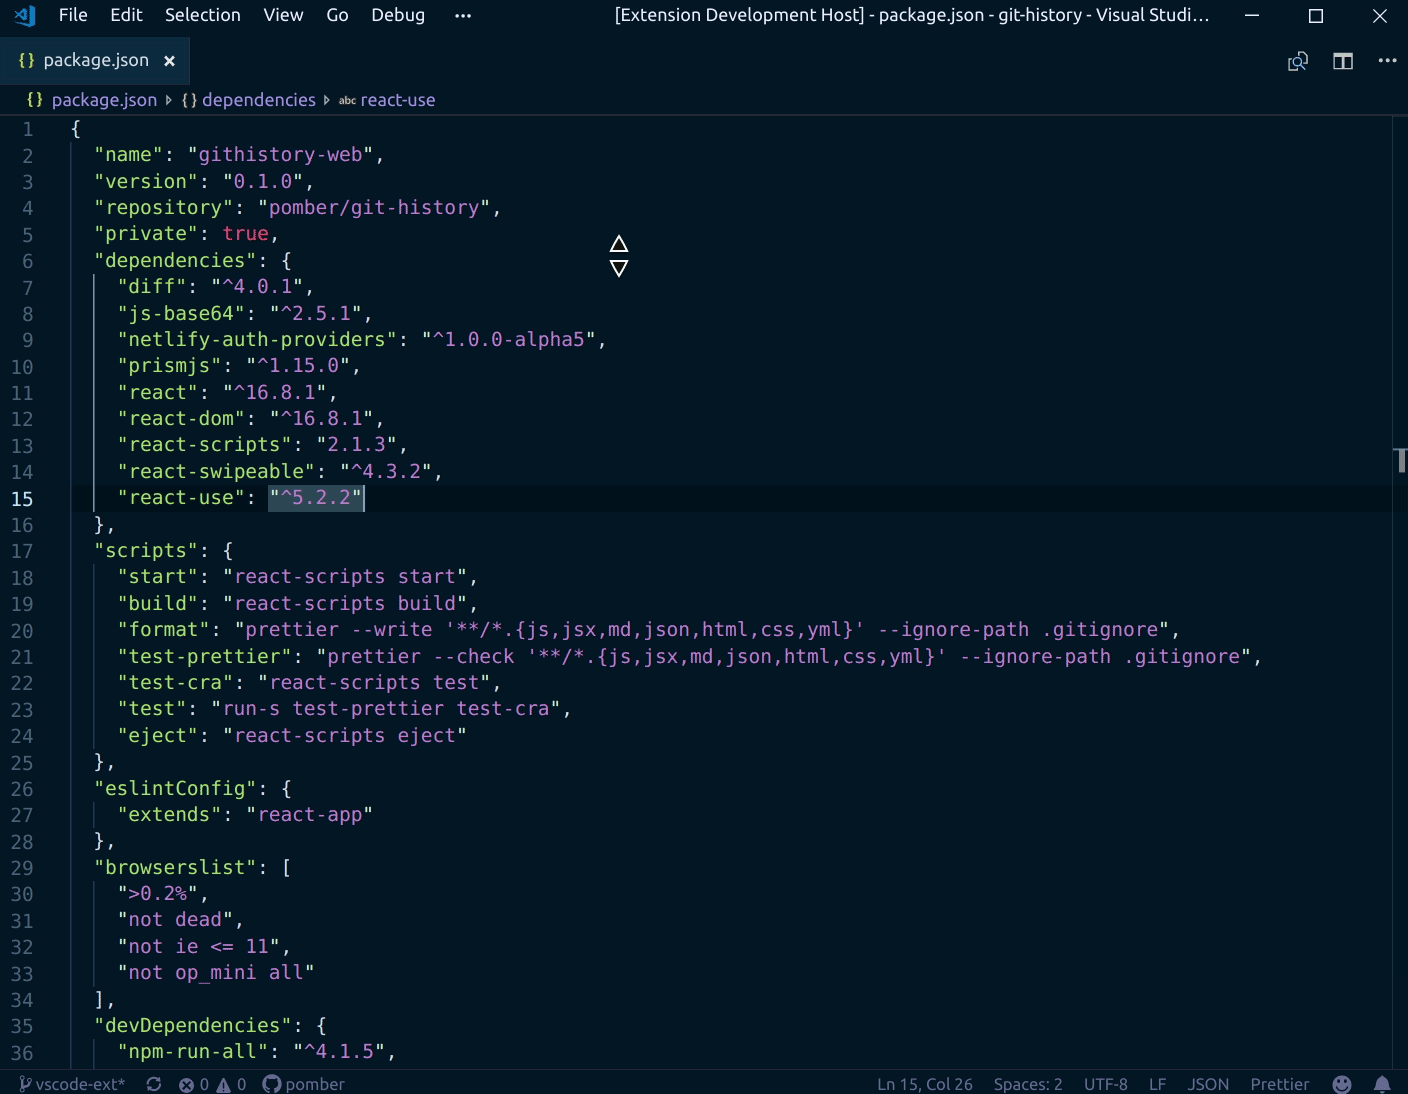 File Edit Selection View Go Debug ··· [Extension Development Host] - package.json - git-history - Visual Studi...
{} package.json ×
{} package.json {} dependencies abc react-use
1 {
2 "name": "githistory-web",
3 "version": "0.1.0",
4 "repository": "pomber/git-history",
5 "private": true,
6 "dependencies": {
7 "diff": "^4.0.1",
8 "js-base64": "^2.5.1",
9 "netlify-auth-providers": "^1.0.0-alpha5",
10 "prismjs": "^1.15.0",
11 "react": "^16.8.1",
12 "react-dom": "^16.8.1",
13 "react-scripts": "2.1.3",
14 "react-swipeable": "^4.3.2",
15 "react-use": "^5.2.2"
16 },
17 "scripts": {
18 "start": "react-scripts start",
19 "build": "react-scripts build",
20 "format": "prettier --write '**/*.{js,jsx,md,json,html,css,yml}' --ignore-path .gitignore",
21 "test-prettier": "prettier --check '**/*.{js,jsx,md,json,html,css,yml}' --ignore-path .gitignore",
22 "test-cra": "react-scripts test",
23 "test": "run-s test-prettier test-cra",
24 "eject": "react-scripts eject"
25 },
26 "eslintConfig": {
27 "extends": "react-app"
28 },
29 "browserslist": [
30 ">0.2%",
31 "not dead",
32 "not ie <= 11",
33 "not op_mini all"
34 ],
35 "devDependencies": {
36 "npm-run-all": "^4.1.5",
vscode-ext* 0 0 pomber Ln 15, Col 26 Spaces: 2 UTF-8 LF JSON Prettier